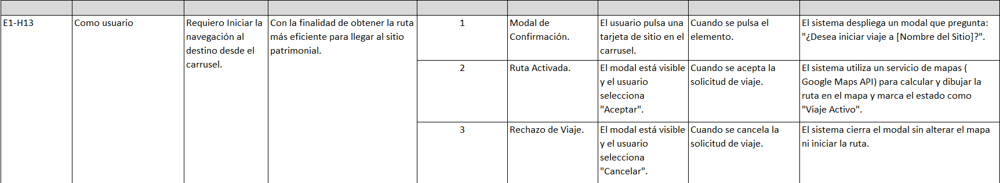 E1-H13
Como usuario
Requiero Iniciar la
navegación al
destino desde el
carrusel.
Con la finalidad de obtener la ruta
más eficiente para llegar al sitio
patrimonial.
1
Modal de
Confirmación.
El usuario pulsa una
tarjeta de sitio en el
carrusel.
Cuando se pulsa el
elemento.
El sistema despliega un modal que pregunta:
"¿Desea iniciar viaje a [Nombre del Sitio]?".
2
Ruta Activada.
El modal está visible
y el usuario
selecciona
"Aceptar".
Cuando se acepta la
solicitud de viaje.
El sistema utiliza un servicio de mapas (
Google Maps API) para calcular y dibujar la
ruta en el mapa y marca el estado como
"Viaje Activo".
3
Rechazo de Viaje.
El modal está visible
y el usuario
selecciona
"Cancelar".
Cuando se cancela la
solicitud de viaje.
El sistema cierra el modal sin alterar el mapa
ni iniciar la ruta.